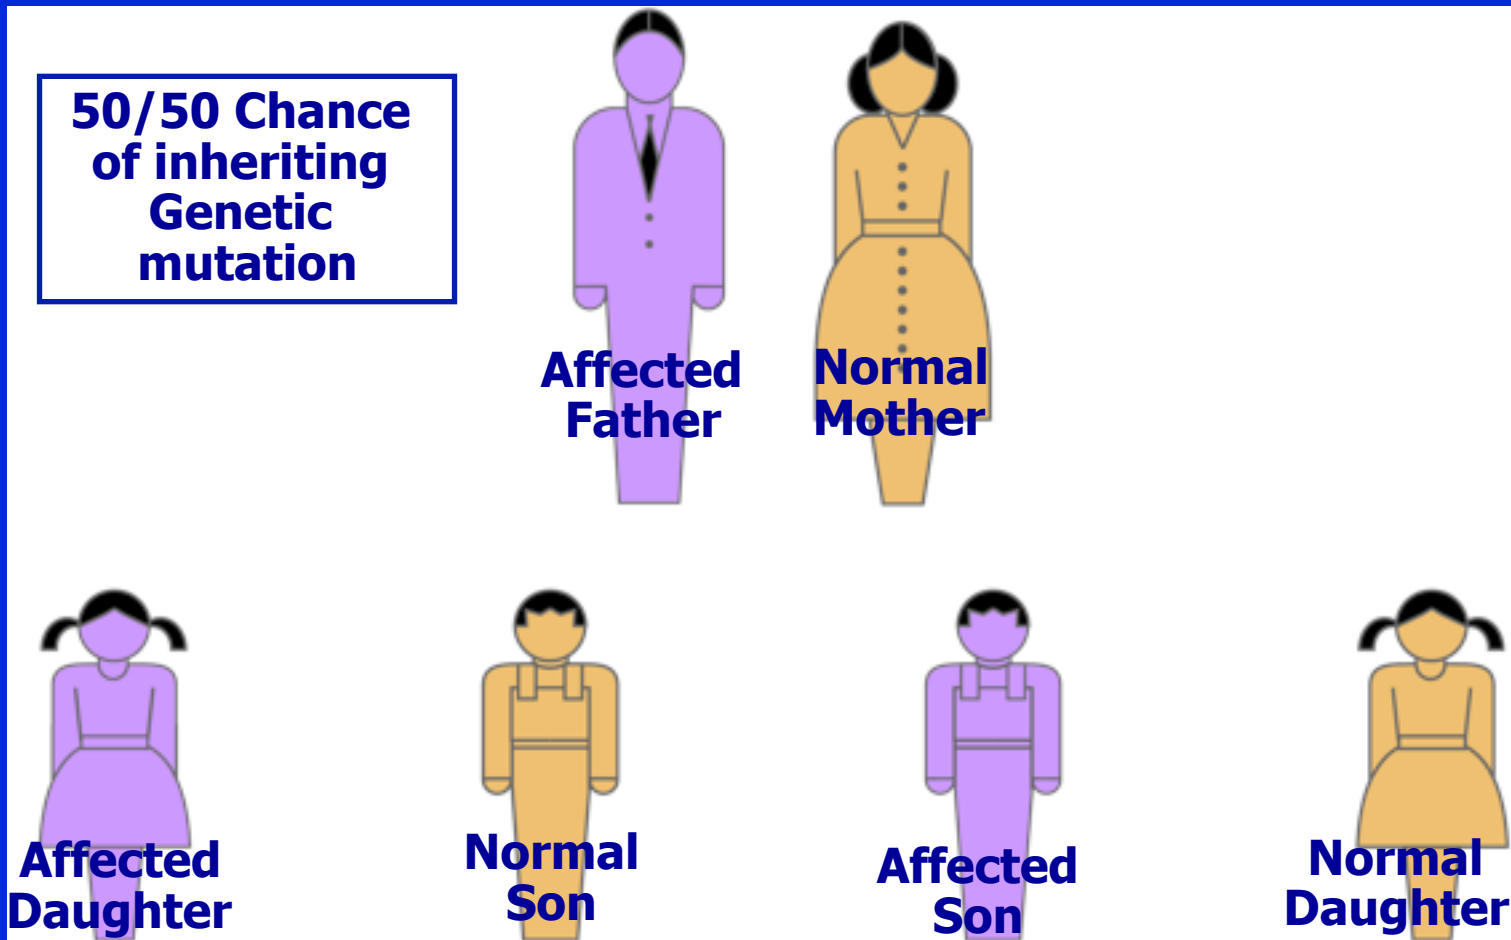 50/50 Chance
of inheriting
Genetic
mutation
Affected
Father
Normal
Mother
Affected
Daughter
Normal
Son
Affected
Son
Normal
Daughter